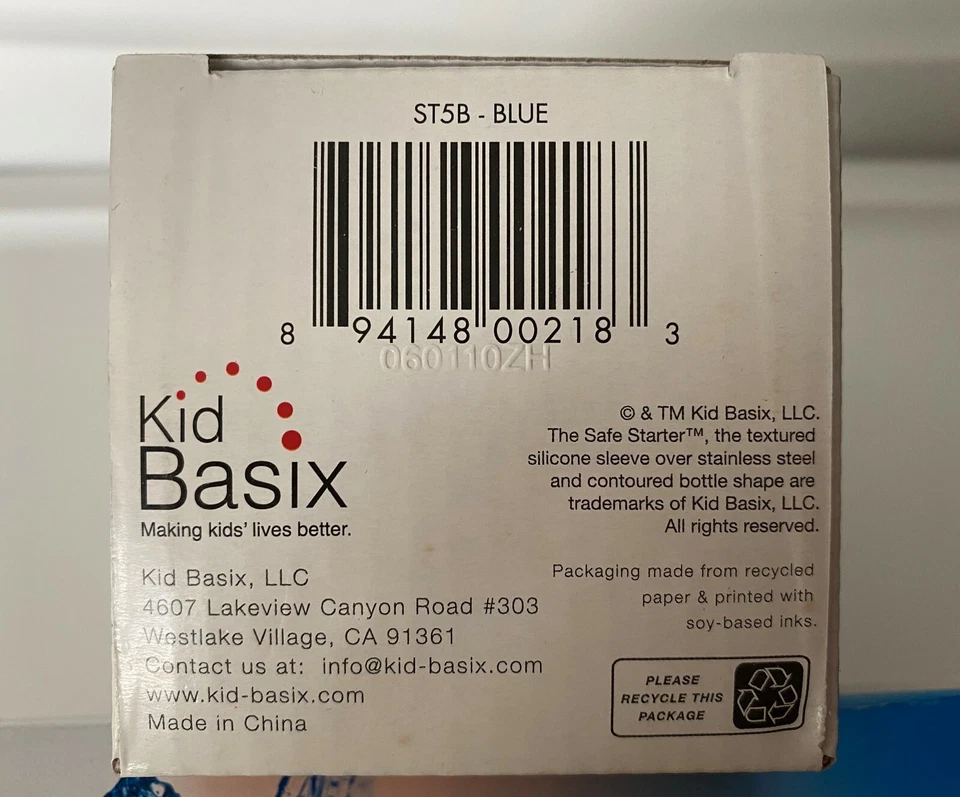 ST5B - BLUE
8 94148 00218 3
060110ZH
Kid
Basix
Making kids' lives better.
© & TM Kid Basix, LLC.
The Safe Starter™, the textured
silicone sleeve over stainless steel
and contoured bottle shape are
trademarks of Kid Basix, LLC.
All rights reserved.
Kid Basix, LLC
4607 Lakeview Canyon Road #303
Westlake Village, CA 91361
Contact us at: info@kid-basix.com
www.kid-basix.com
Made in China
Packaging made from recycled
paper & printed with
soy-based inks.
PLEASE
RECYCLE THIS
PACKAGE